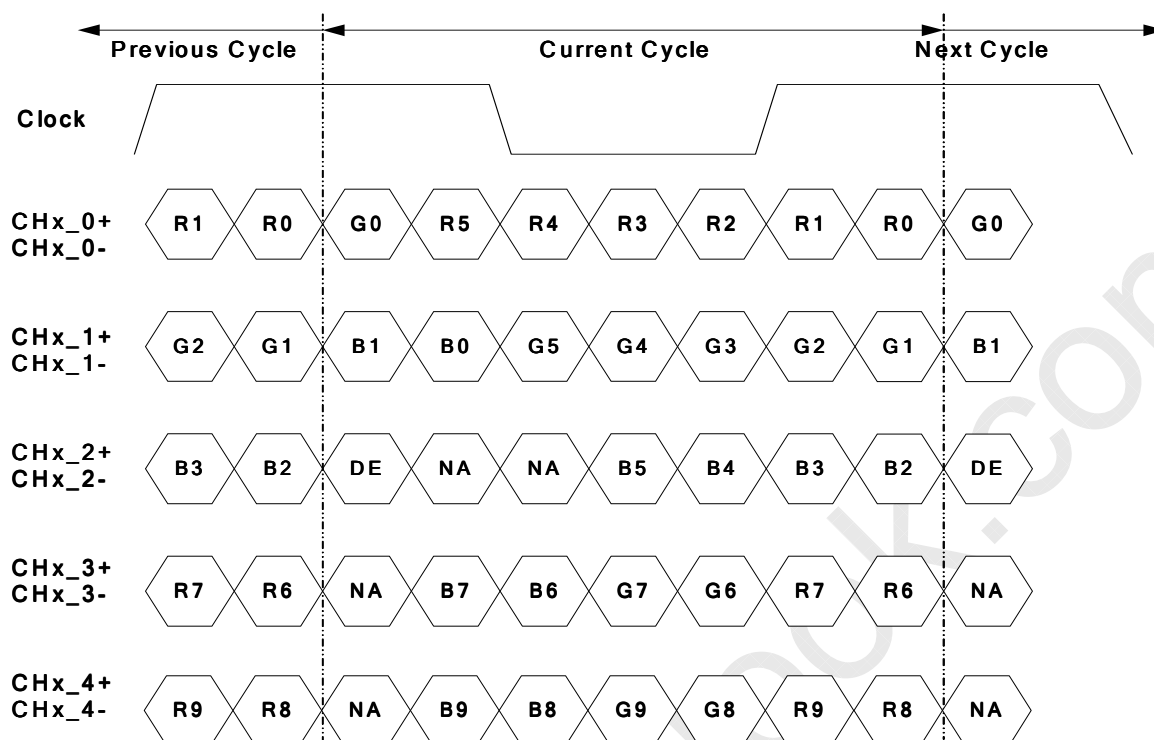 Previous Cycle Current Cycle Next Cycle
Clock
CHx_0+
CHx_0-
R1 R0 G0 R5 R4 R3 R2 R1 R0 G0
CHx_1+
CHx_1-
G2 G1 B1 B0 G5 G4 G3 G2 G1 B1
CHx_2+
CHx_2-
B3 B2 DE NA NA B5 B4 B3 B2 DE
CHx_3+
CHx_3-
R7 R6 NA B7 B6 G7 G6 R7 R6 NA
CHx_4+
CHx_4-
R9 R8 NA B9 B8 G9 G8 R9 R8 NA